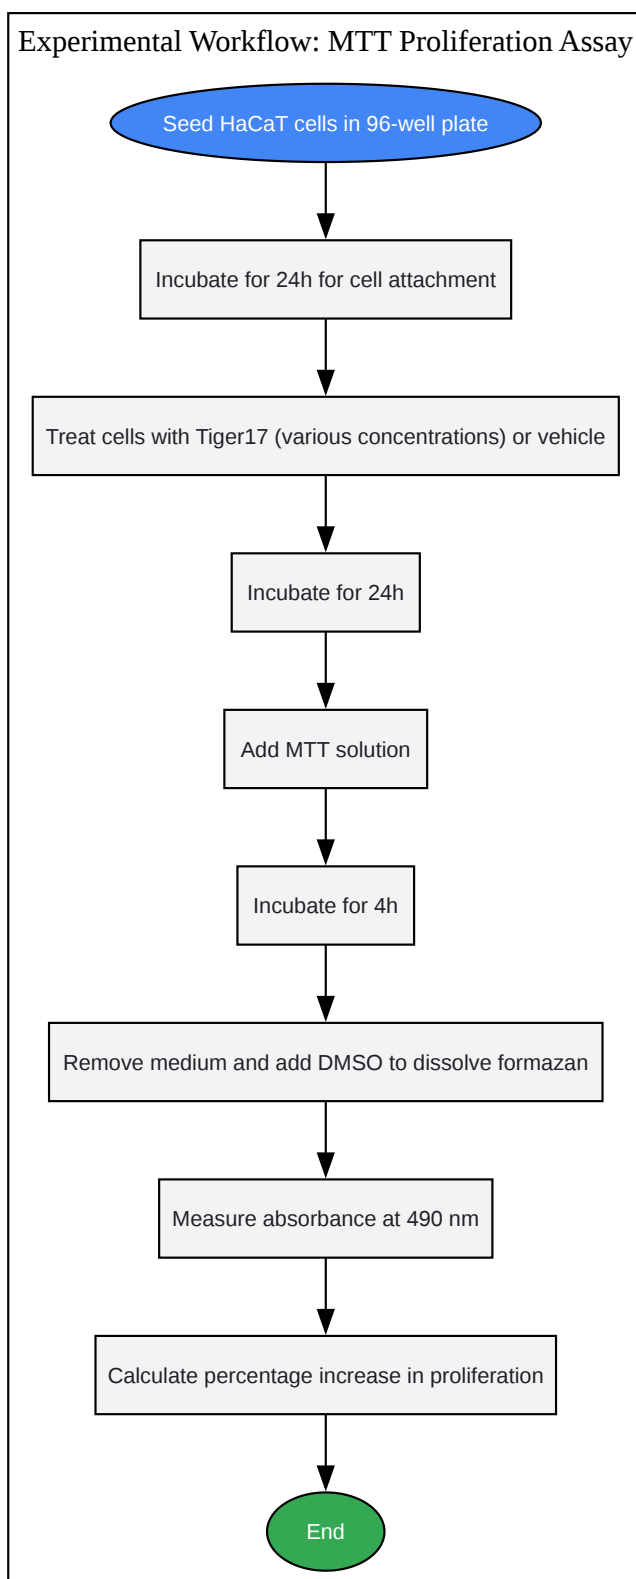 Experimental Workflow: MTT Proliferation Assay
Seed HaCaT cells in 96-well plate
Incubate for 24h for cell attachment
Treat cells with Tiger17 (various concentrations) or vehicle
Incubate for 24h
Add MTT solution
Incubate for 4h
Remove medium and add DMSO to dissolve formazan
Measure absorbance at 490 nm
Calculate percentage increase in proliferation
End